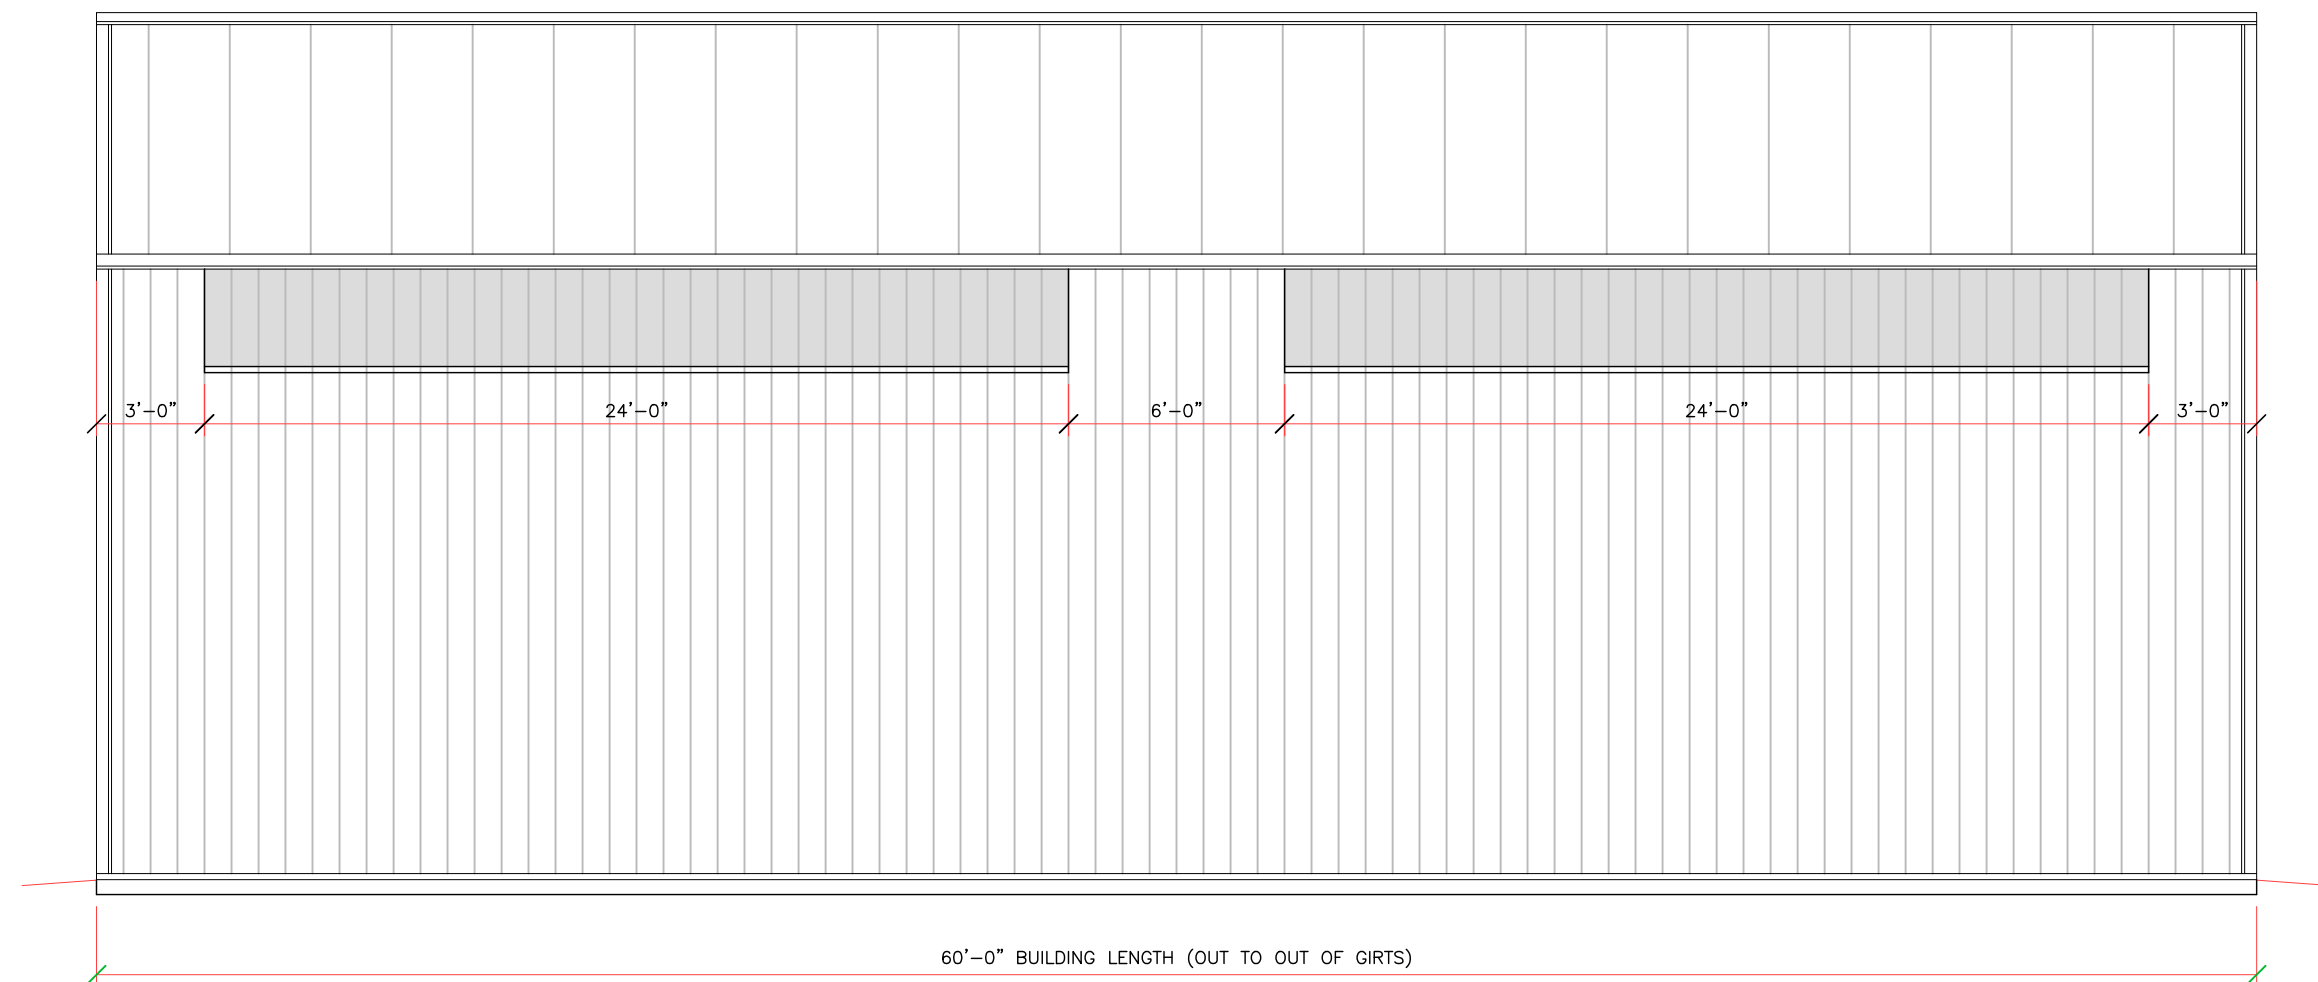 3'-0" 24'-0" 6'-0" 24'-0" 3'-0"
60'-0" BUILDING LENGTH (OUT TO OUT OF GIRTS)